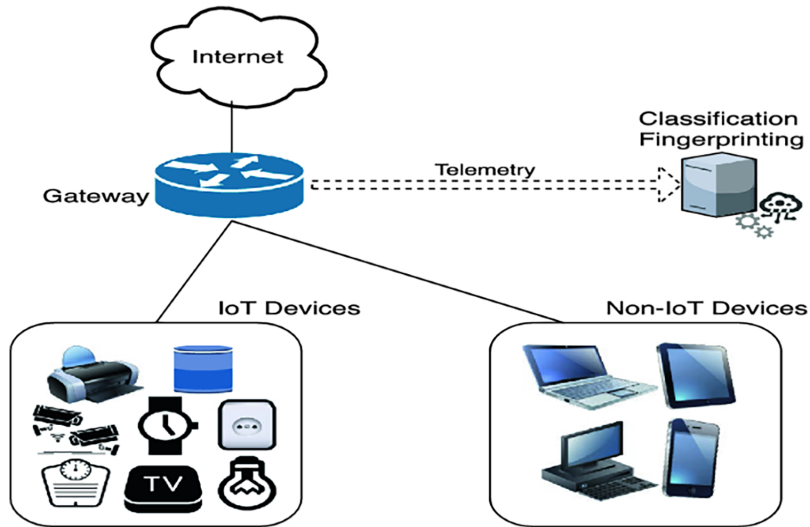 Internet
Classification
Fingerprinting
Telemetry
Gateway
IoT Devices
Non-IoT Devices
TV